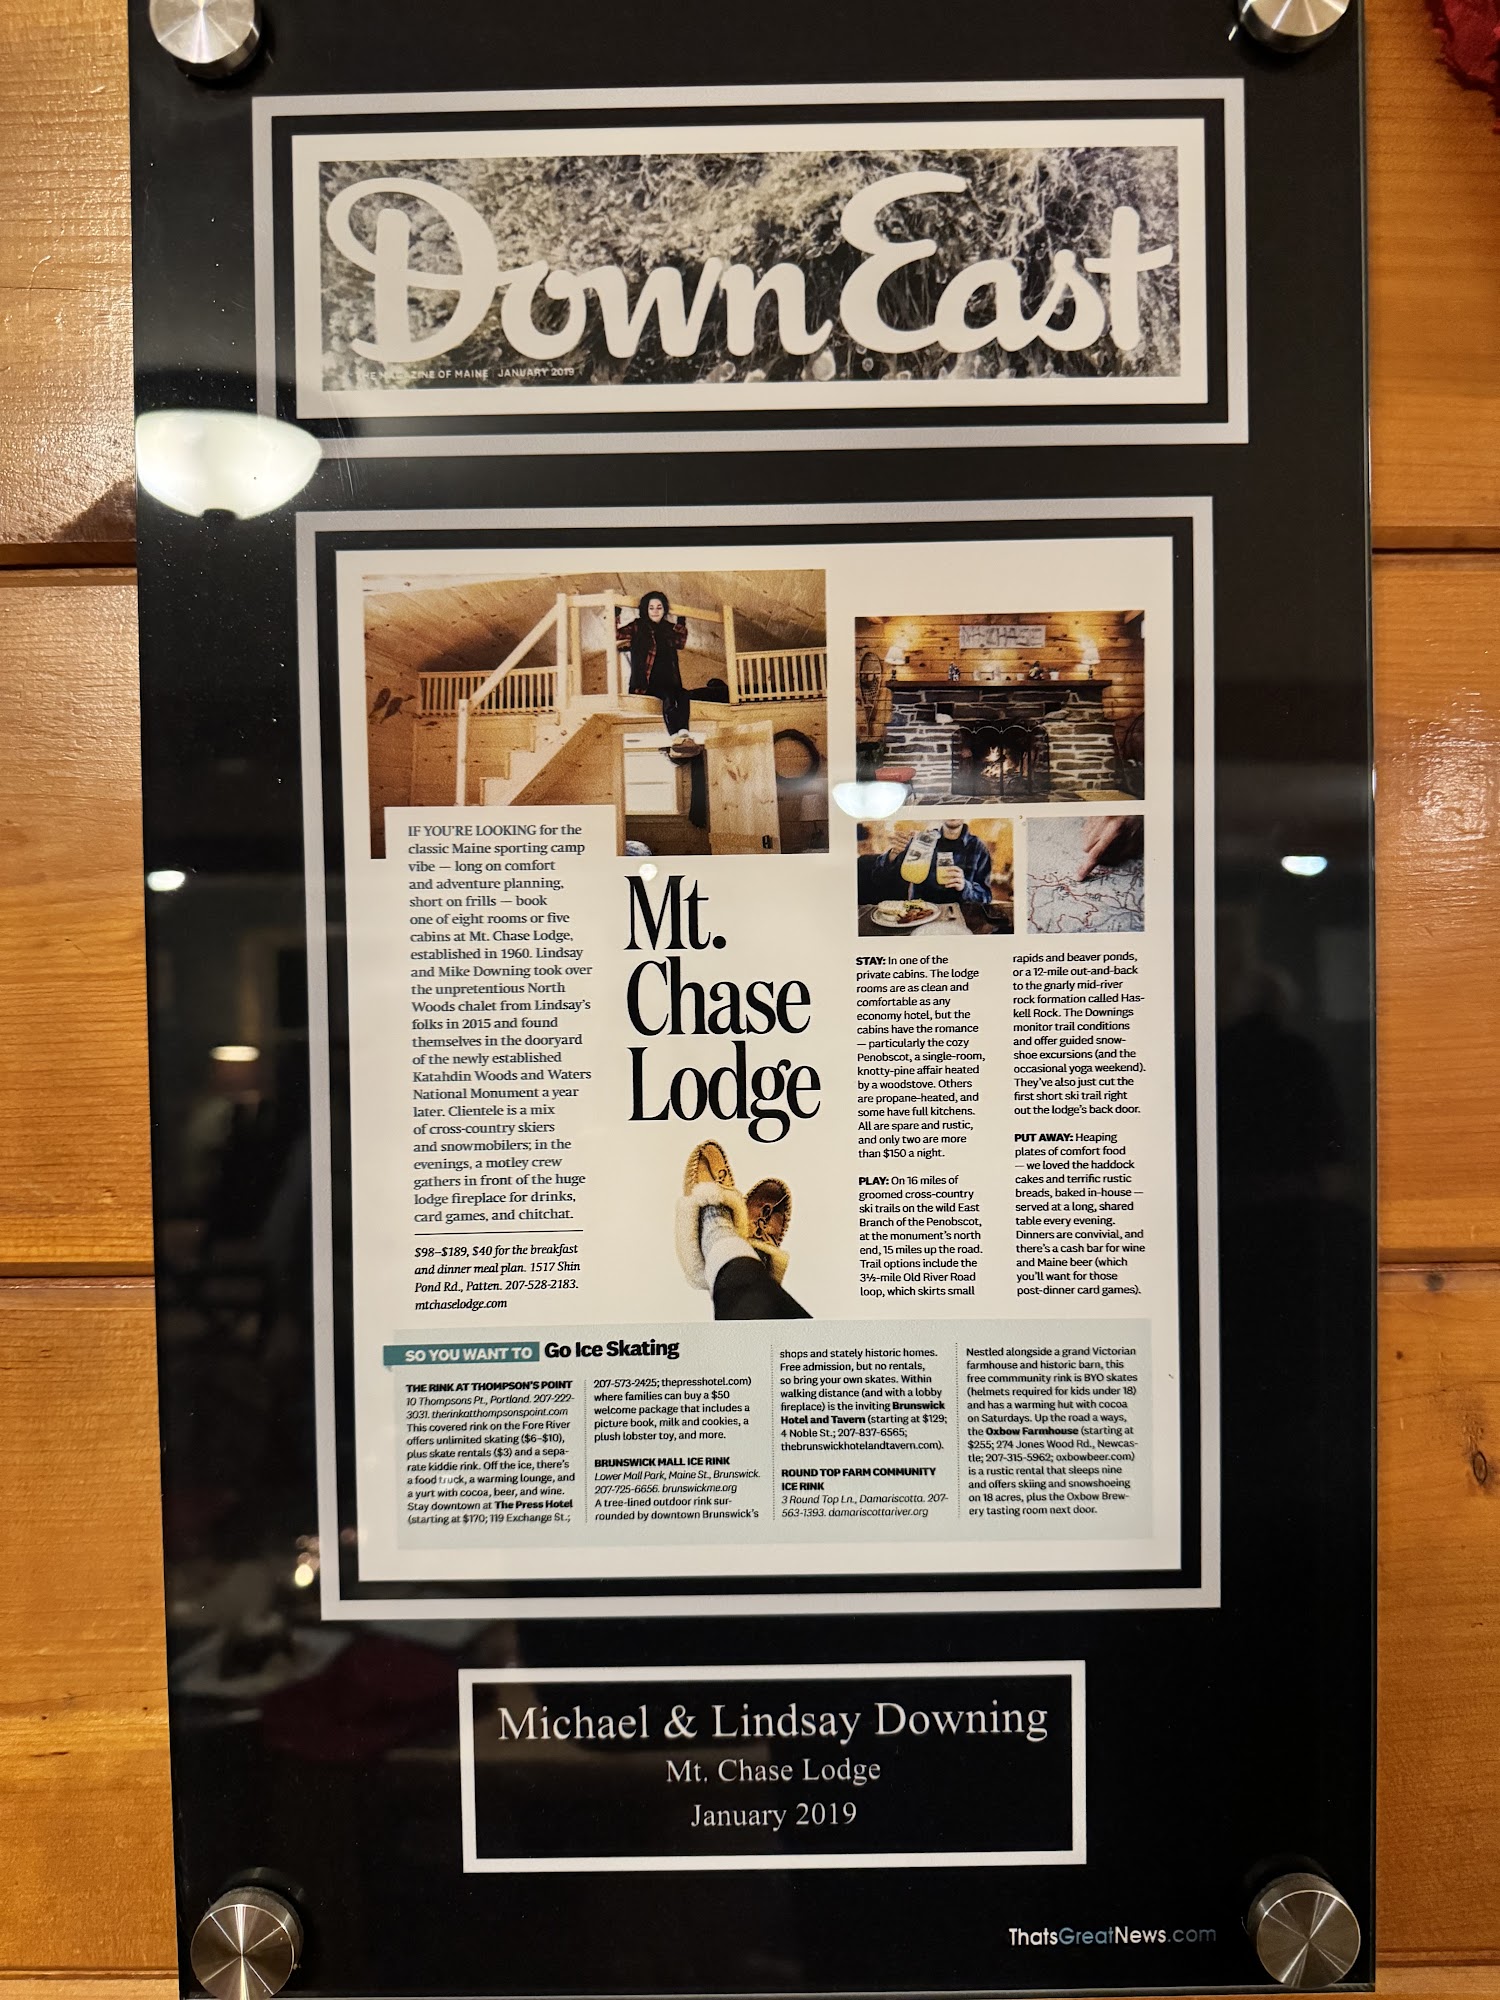 Down East
THE MAGAZINE OF MAINE | JANUARY 2019
MT. CHASE
IF YOU'RE LOOKING for the
classic Maine sporting camp
vibe — long on comfort
and adventure planning,
short on frills — book
one of eight rooms or five
cabins at Mt. Chase Lodge,
established in 1960. Lindsay
and Mike Downing took over
the unpretentious North
Woods chalet from Lindsay's
folks in 2015 and found
themselves in the dooryard
of the newly established
Katahdin Woods and Waters
National Monument a year
later. Clientele is a mix
of cross-country skiers
and snowmobilers; in the
evenings, a motley crew
gathers in front of the huge
lodge fireplace for drinks,
card games, and chitchat.
$98–$189, $40 for the breakfast
and dinner meal plan. 1517 Shin
Pond Rd., Patten. 207-528-2183.
mtchaselodge.com
Mt.
Chase
Lodge
STAY: In one of the
private cabins. The lodge
rooms are as clean and
comfortable as any
economy hotel, but the
cabins have the romance
— particularly the cozy
Penobscot, a single-room,
knotty-pine affair heated
by a woodstove. Others
are propane-heated, and
some have full kitchens.
All are spare and rustic,
and only two are more
than $150 a night.
PLAY: On 16 miles of
groomed cross-country
ski trails on the wild East
Branch of the Penobscot,
at the monument's north
end, 15 miles up the road.
Trail options include the
3½-mile Old River Road
loop, which skirts small
rapids and beaver ponds,
or a 12-mile out-and-back
to the gnarly mid-river
rock formation called Has-
kell Rock. The Downings
monitor trail conditions
and offer guided snow-
shoe excursions (and the
occasional yoga weekend).
They've also just cut the
first short ski trail right
out the lodge's back door.
PUT AWAY: Heaping
plates of comfort food
— we loved the haddock
cakes and terrific rustic
breads, baked in-house —
served at a long, shared
table every evening.
Dinners are convivial, and
there's a cash bar for wine
and Maine beer (which
you'll want for those
post-dinner card games).
SO YOU WANT TO Go Ice Skating
THE RINK AT THOMPSON'S POINT
10 Thompsons Pt., Portland. 207-222-
3031. therinkatthompsonspoint.com
This covered rink on the Fore River
offers unlimited skating ($6–$10),
plus skate rentals ($3) and a sepa-
rate kiddie rink. Off the ice, there's
a food truck, a warming lounge, and
a yurt with cocoa, beer, and wine.
Stay downtown at The Press Hotel
(starting at $170; 119 Exchange St.;
207-573-2425; thepresshotel.com)
where families can buy a $50
welcome package that includes a
picture book, milk and cookies, a
plush lobster toy, and more.
BRUNSWICK MALL ICE RINK
Lower Mall Park, Maine St., Brunswick.
207-725-6656. brunswickme.org
A tree-lined outdoor rink sur-
rounded by downtown Brunswick's
shops and stately historic homes.
Free admission, but no rentals,
so bring your own skates. Within
walking distance (and with a lobby
fireplace) is the inviting Brunswick
Hotel and Tavern (starting at $129;
4 Noble St.; 207-837-6565;
thebrunswickhotelandtavern.com).
ROUND TOP FARM COMMUNITY
ICE RINK
3 Round Top Ln., Damariscotta. 207-
563-1393. damariscottariver.org
Nestled alongside a grand Victorian
farmhouse and historic barn, this
free commmunity rink is BYO skates
(helmets required for kids under 18)
and has a warming hut with cocoa
on Saturdays. Up the road a ways,
the Oxbow Farmhouse (starting at
$255; 274 Jones Wood Rd., Newcas-
tle; 207-315-5962; oxbowbeer.com)
is a rustic rental that sleeps nine
and offers skiing and snowshoeing
on 18 acres, plus the Oxbow Brew-
ery tasting room next door.
Michael & Lindsay Downing
Mt. Chase Lodge
January 2019
ThatsGreatNews.com